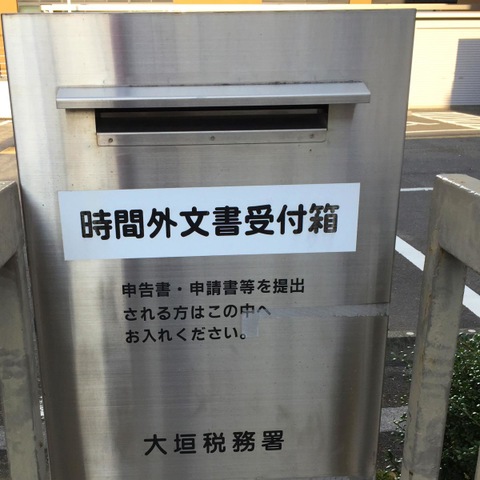 時間外文書受付箱
申告書・申請書等を提出
される方はこの中へ
お入れください。
大垣税務署